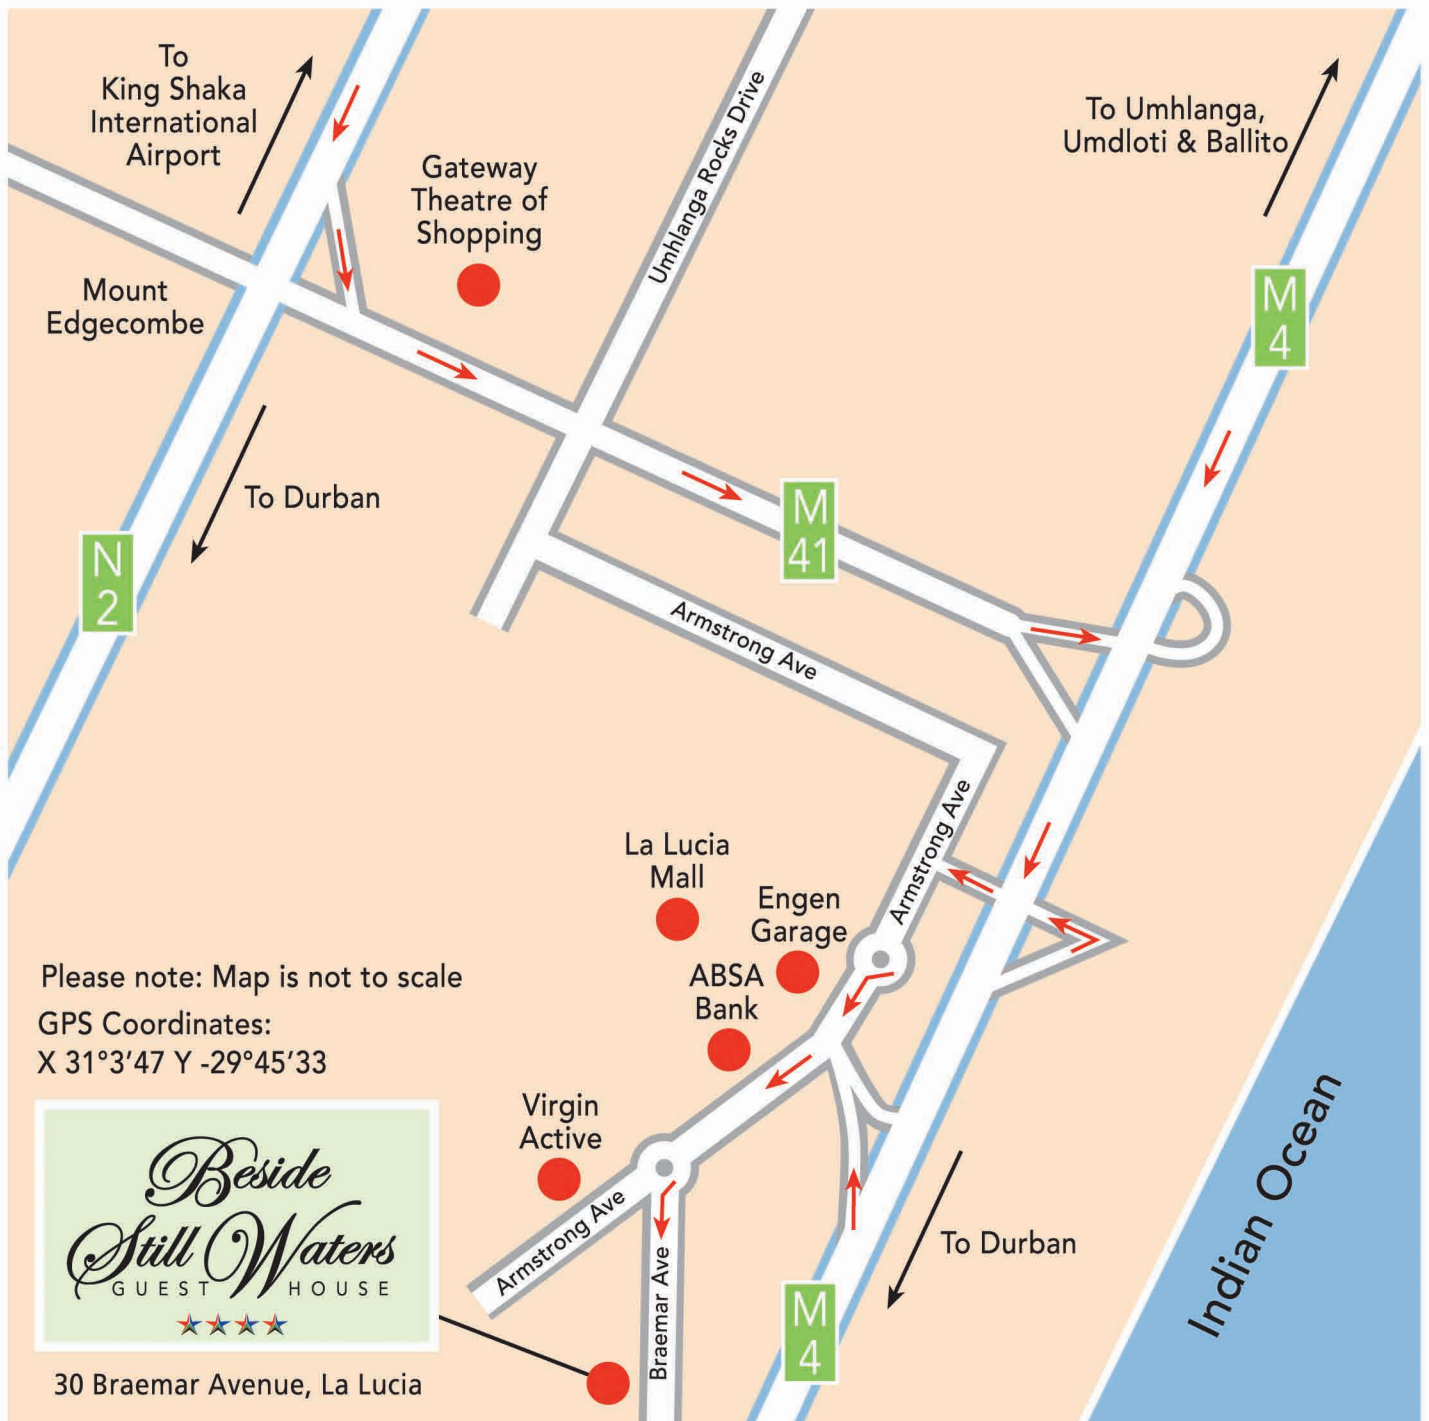 To
King Shaka
International
Airport
Gateway
Theatre of
Shopping
Umhlanga Rocks Drive
To Umhlanga,
Umdloti & Ballito
M
4
Mount
Edgecombe
To Durban
N
2
M
41
Armstrong Ave
Armstrong Ave
La Lucia
Mall
Engen
Garage
ABSA
Bank
Please note: Map is not to scale
GPS Coordinates:
X 31°3'47 Y -29°45'33
Virgin
Active
Armstrong Ave
Braemar Ave
To Durban
M
4
Indian Ocean
Beside
Still Waters
GUEST HOUSE
30 Braemar Avenue, La Lucia